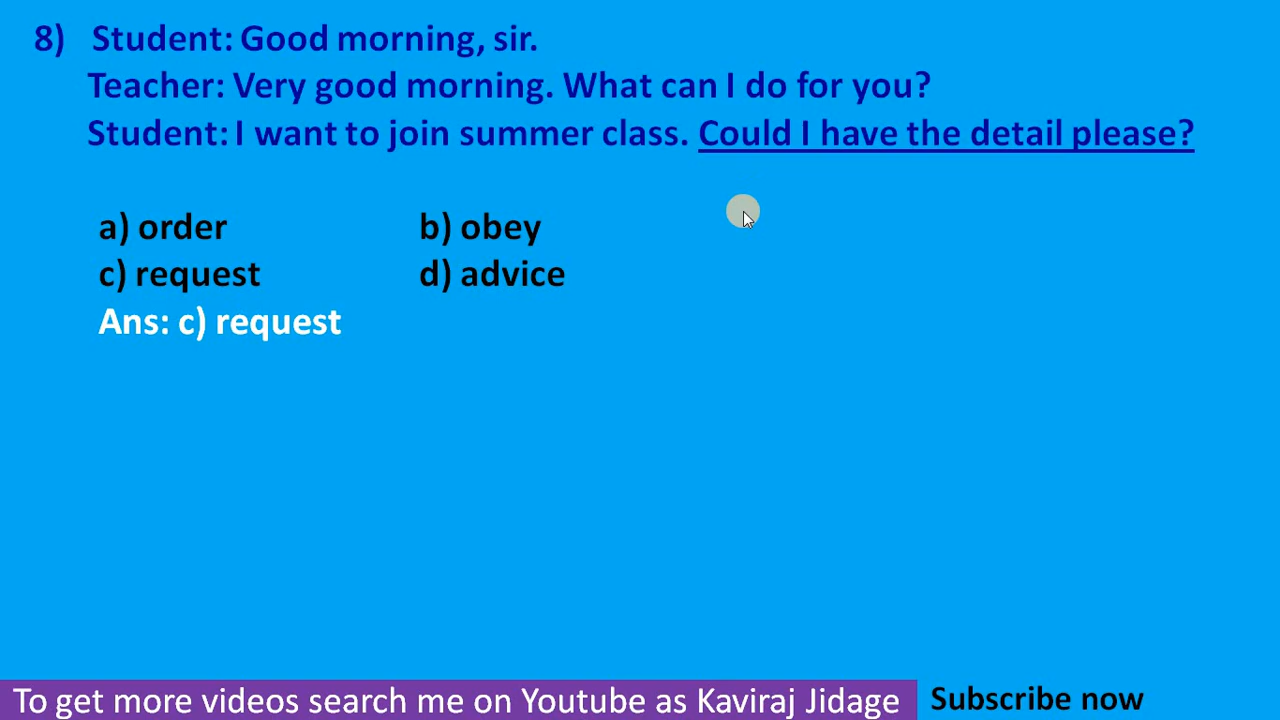 8) Student: Good morning, sir.
Teacher: Very good morning. What can I do for you?
Student: I want to join summer class. Could I have the detail please?
a) order b) obey
c) request d) advice
Ans: c) request
To get more videos search me on Youtube as Kaviraj Jidage Subscribe now